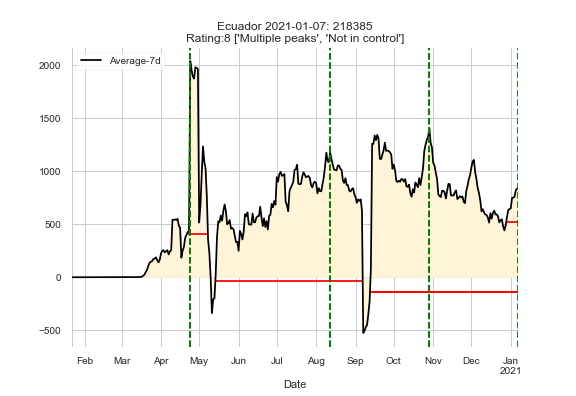 Ecuador 2021-01-07: 218385
Rating:8 ['Multiple peaks', 'Not in control']
Average-7d
2000
1500
1000
500
0
−500
Feb Mar Apr May Jun Jul Aug Sep Oct Nov Dec Jan
2021
Date